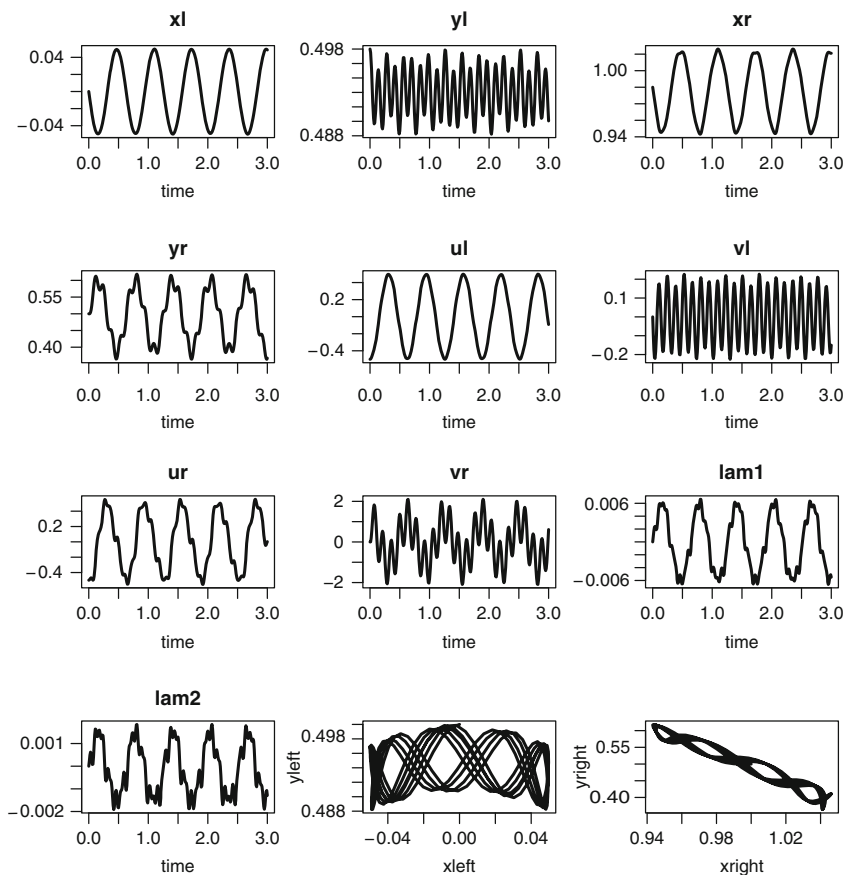 xl
0.04
−0.04
0.0 1.0 2.0 3.0
time
yl
0.498
0.488
0.0 1.0 2.0 3.0
time
xr
1.00
0.94
0.0 1.0 2.0 3.0
time
yr
0.55
0.40
0.0 1.0 2.0 3.0
time
ul
0.2
−0.4
0.0 1.0 2.0 3.0
time
vl
0.1
−0.2
0.0 1.0 2.0 3.0
time
ur
0.2
−0.4
0.0 1.0 2.0 3.0
time
vr
2
0
−2
0.0 1.0 2.0 3.0
time
lam1
0.006
−0.006
0.0 1.0 2.0 3.0
time
lam2
0.001
−0.002
0.0 1.0 2.0 3.0
time
yleft
0.498
0.488
−0.04 0.00 0.04
xleft
yright
0.55
0.40
0.94 0.98 1.02
xright